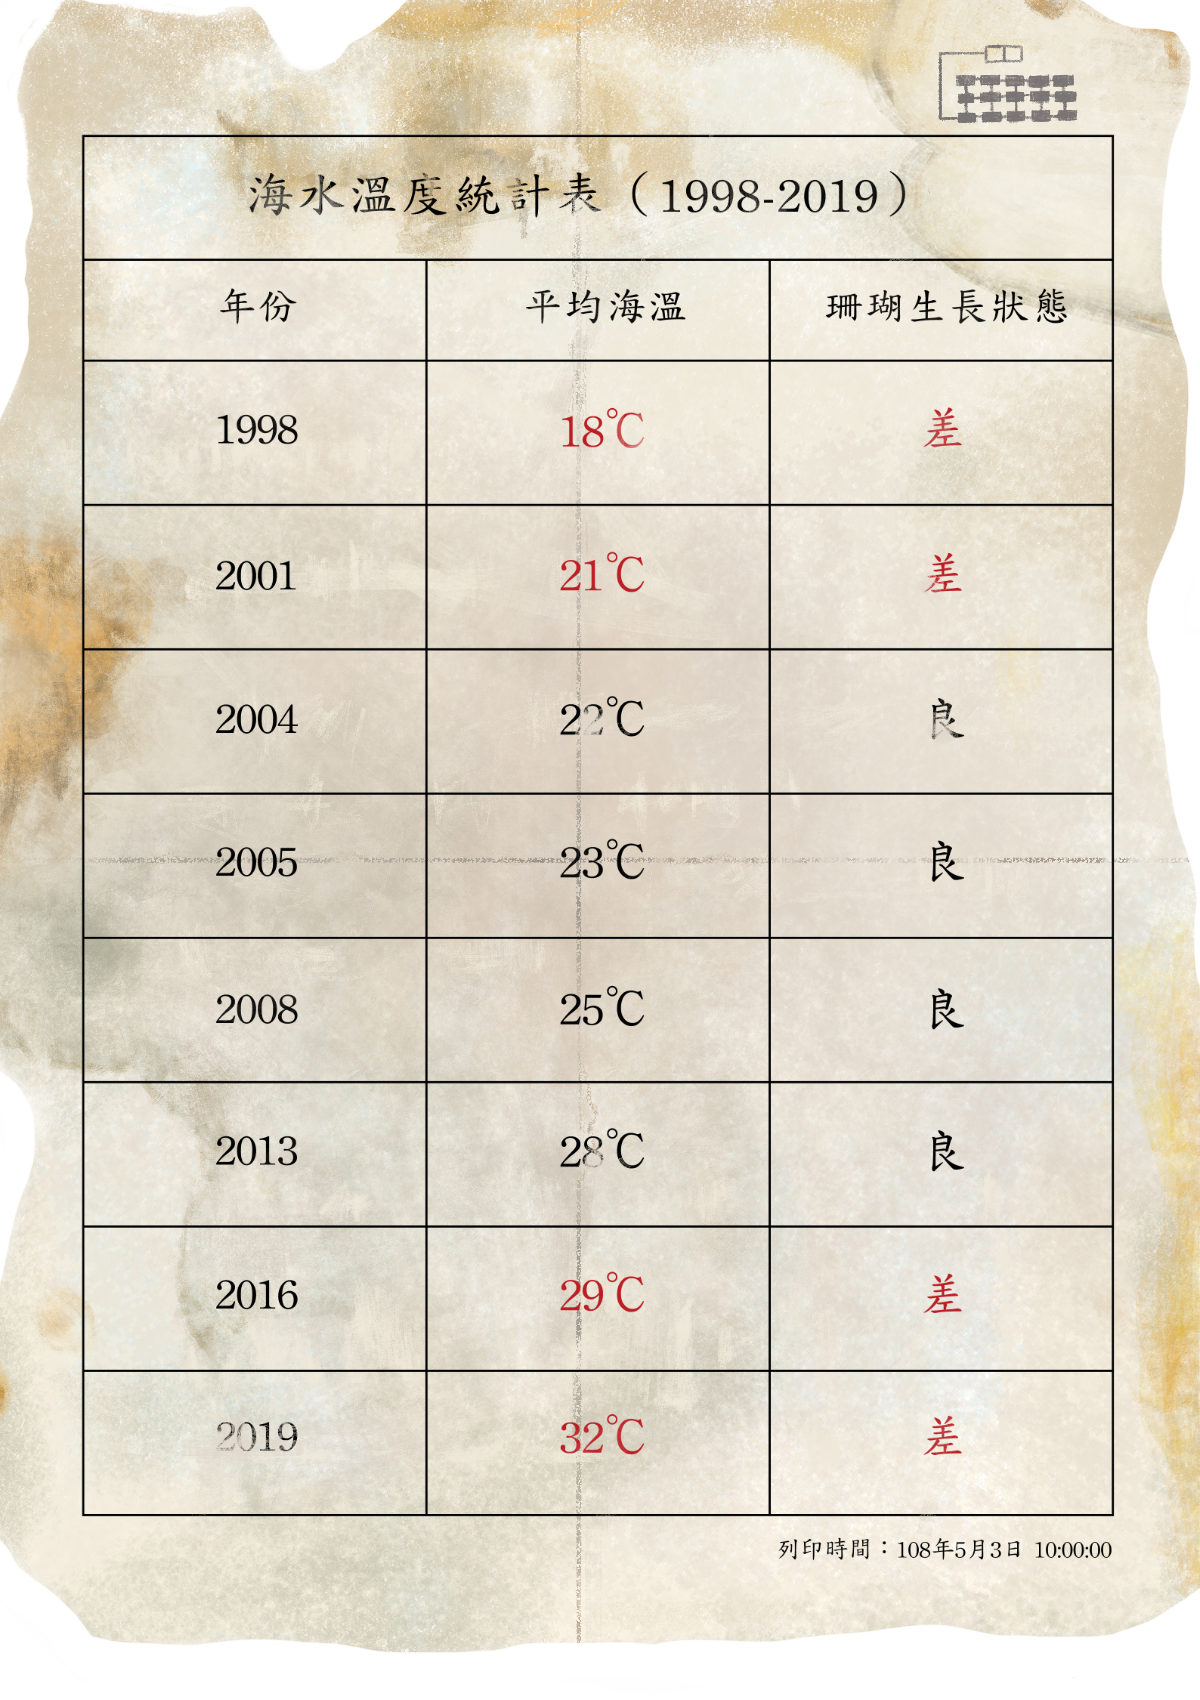 海水溫度統計表（1998-2019）
年份 平均海溫 珊瑚生長狀態
1998 18℃ 差
2001 21℃ 差
2004 22℃ 良
2005 23℃ 良
2008 25℃ 良
2013 28℃ 良
2016 29℃ 差
2019 32℃ 差
列印時間：108年5月3日 10:00:00